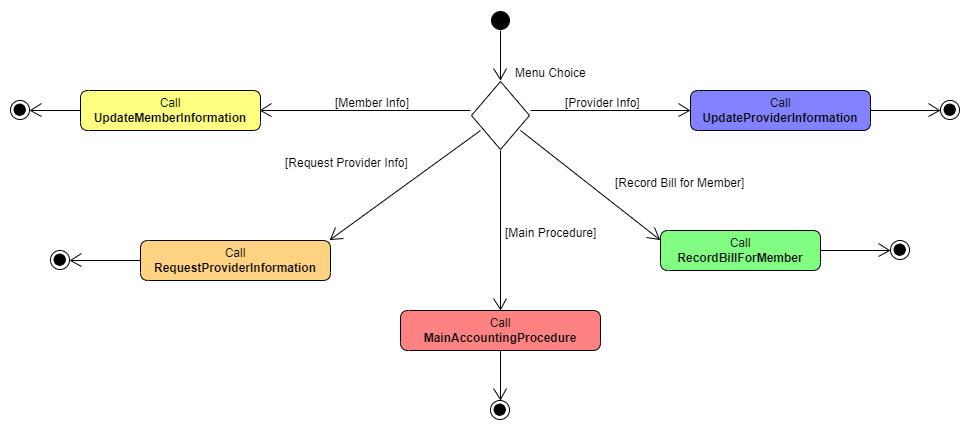 Menu Choice
[Member Info]
[Provider Info]
Call
UpdateMemberInformation
Call
UpdateProviderInformation
[Request Provider Info]
[Record Bill for Member]
[Main Procedure]
Call
RequestProviderInformation
Call
RecordBillForMember
Call
MainAccountingProcedure